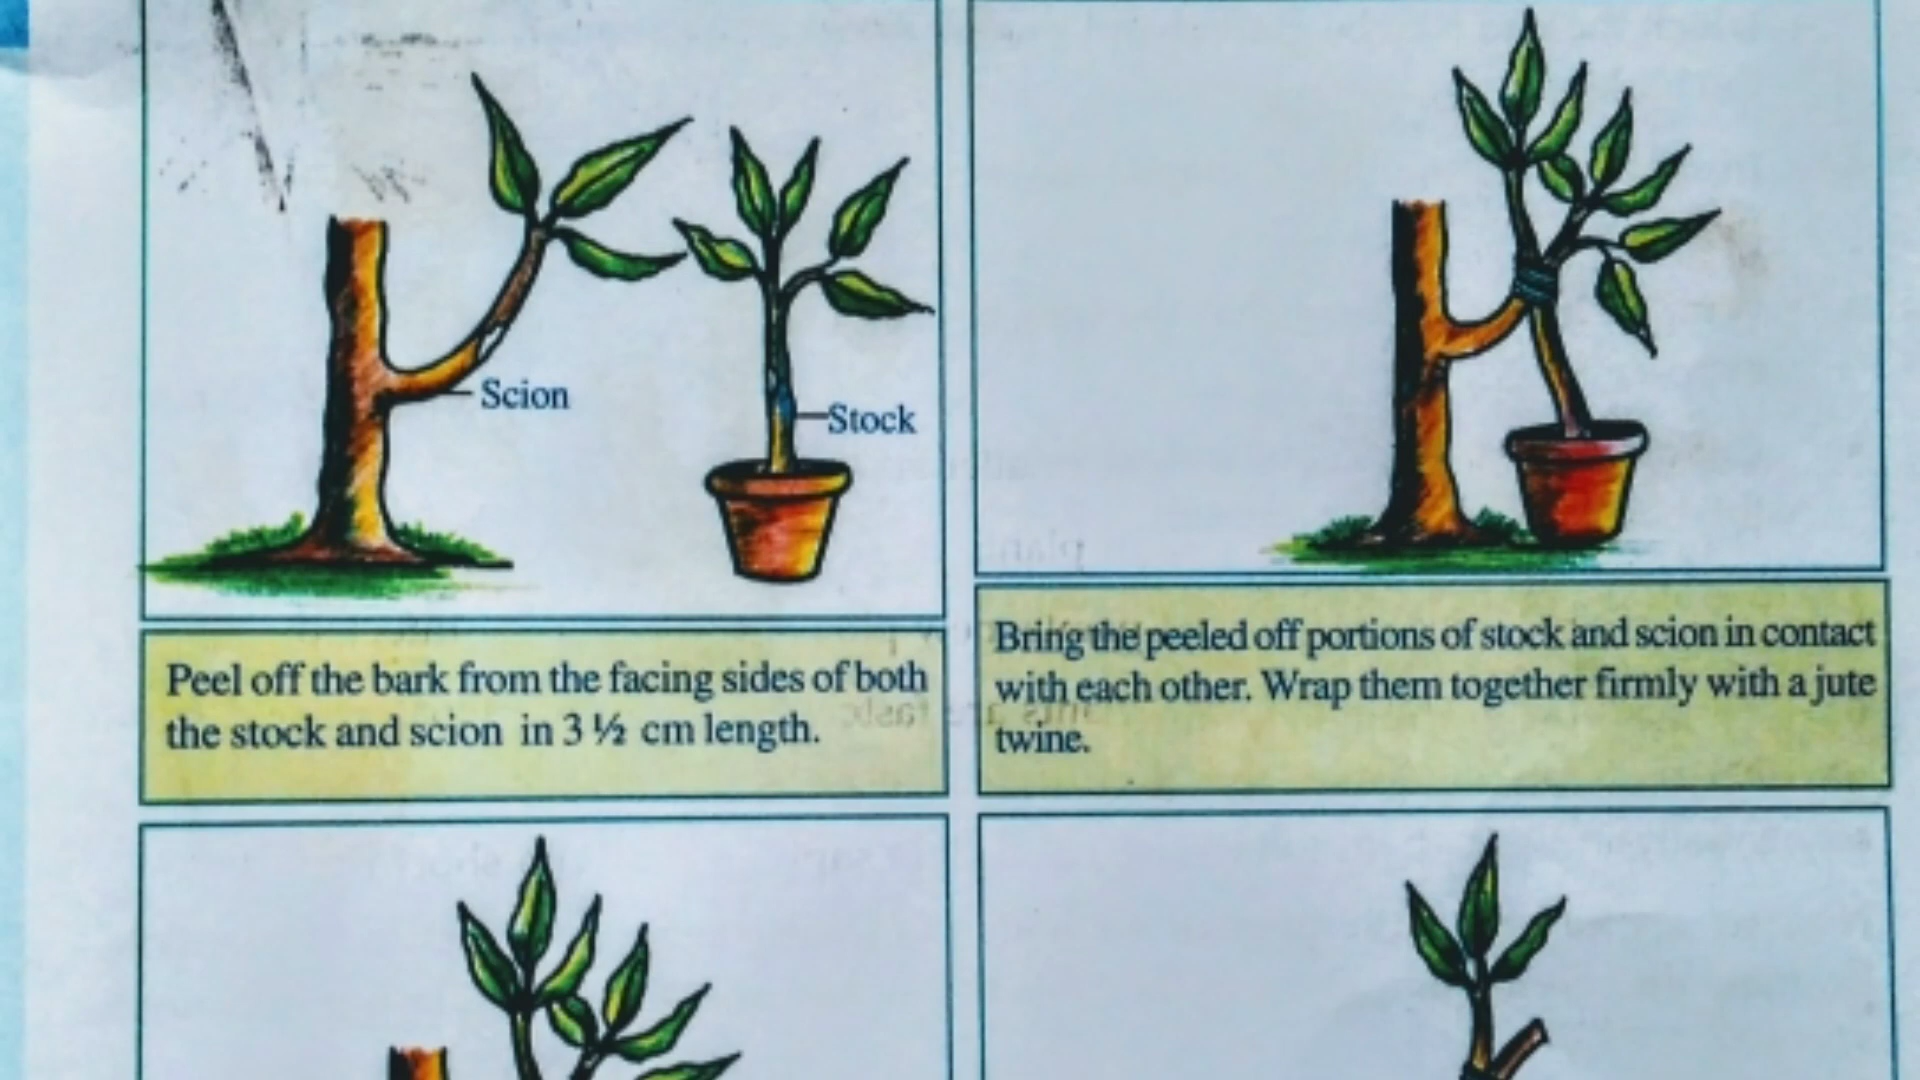 Scion
Stock
Peel off the bark from the facing sides of both
the stock and scion in 3 ½ cm length.
Bring the peeled off portions of stock and scion in contact
with each other. Wrap them together firmly with a jute
twine.